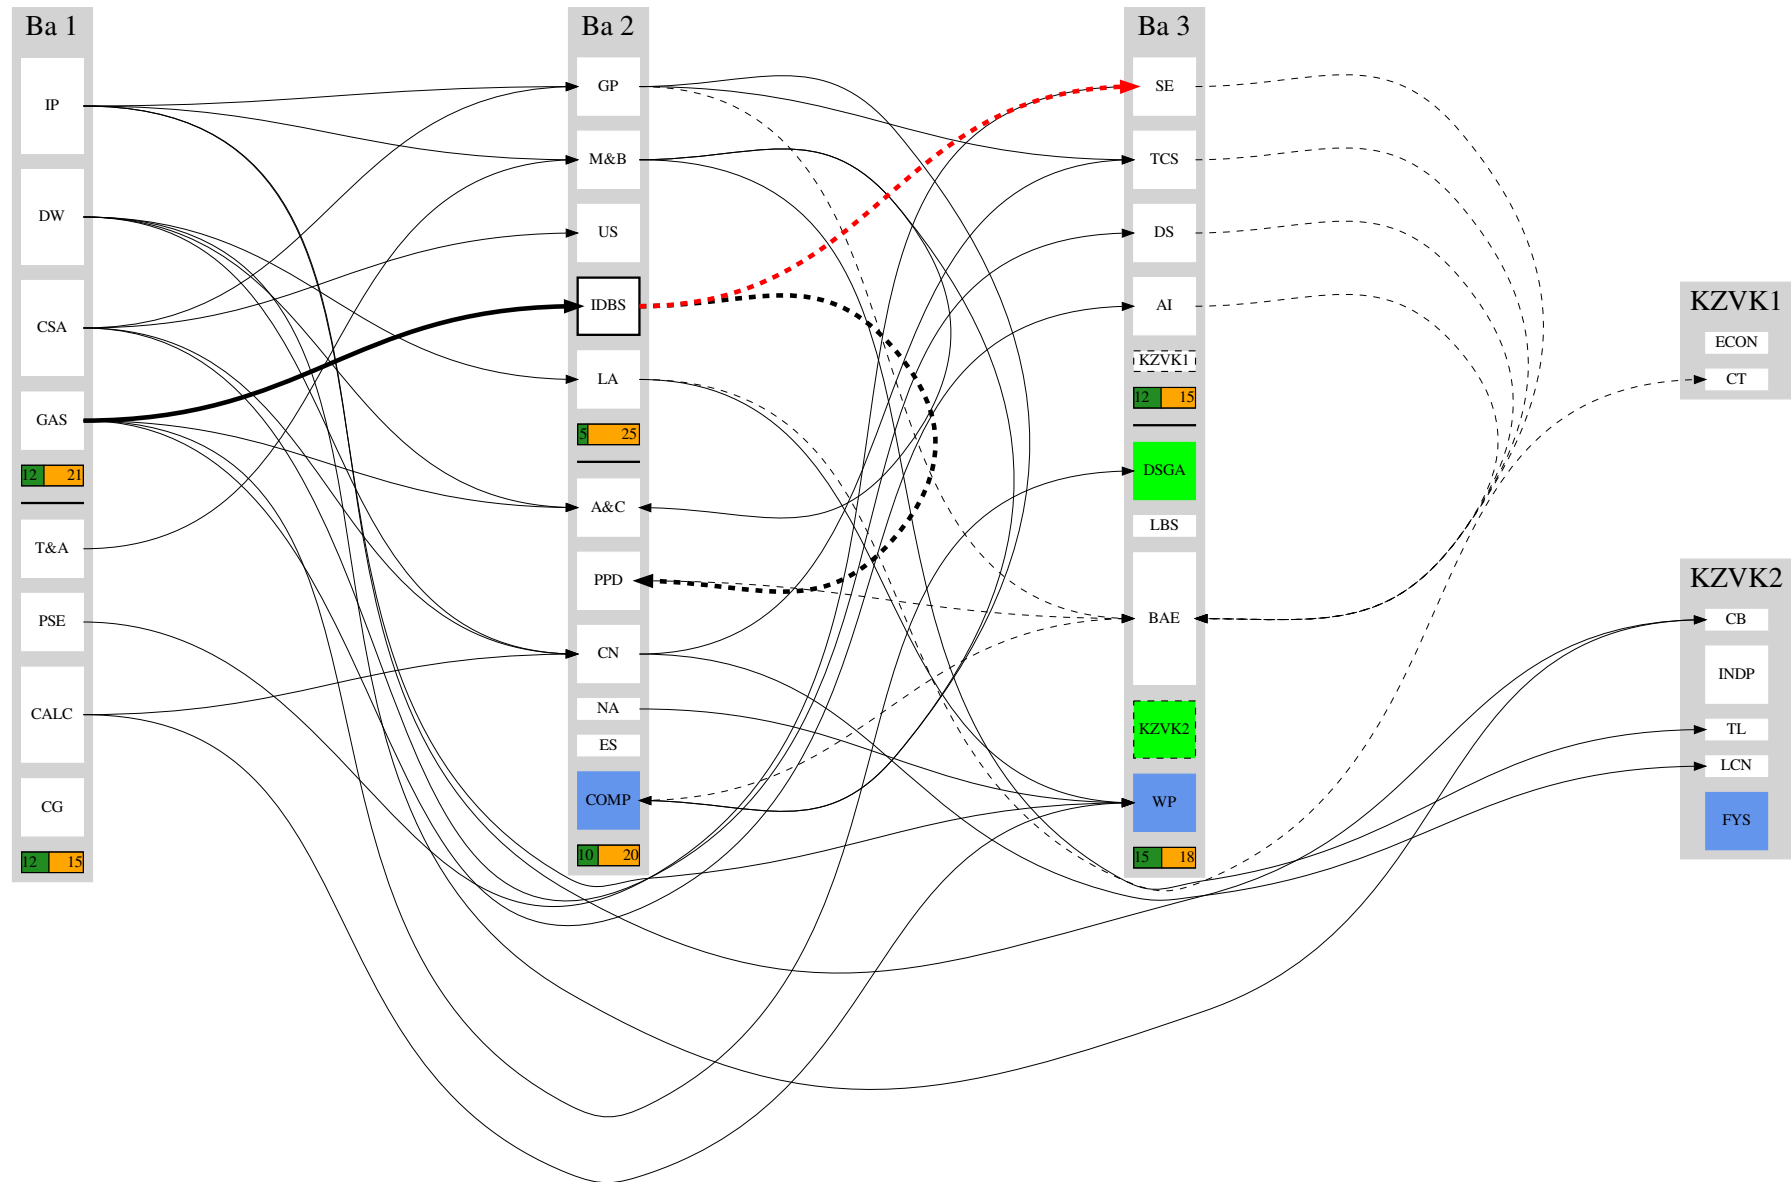 Ba 1
IP
DW
CSA
GAS
12 21
T&A
PSE
CALC
CG
12 15
Ba 2
GP
M&B
US
IDBS
LA
5 25
A&C
PPD
CN
NA
ES
COMP
10 20
Ba 3
SE
TCS
DS
AI
KZVK1
12 15
DSGA
LBS
BAE
KZVK2
WP
15 18
KZVK1
ECON
CT
KZVK2
CB
INDP
TL
LCN
FYS